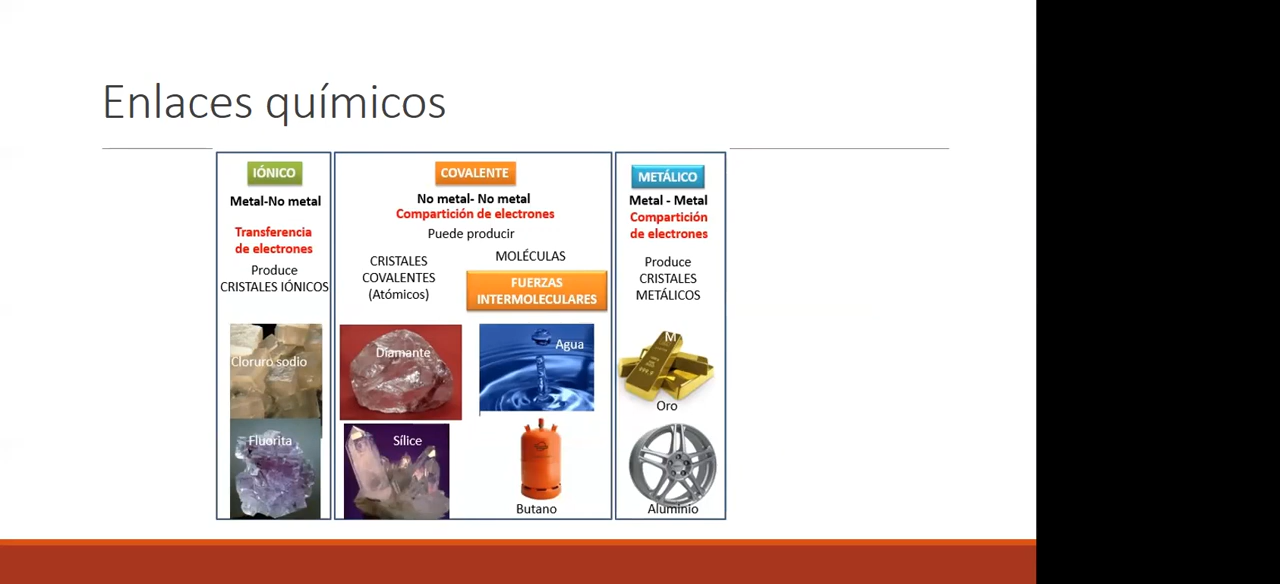 Enlaces químicos
IÓNICO
Metal-No metal
Transferencia
de electrones
Produce
CRISTALES IÓNICOS
Cloruro sodio
Fluorita
COVALENTE
No metal- No metal
Compartición de electrones
Puede producir
CRISTALES
COVALENTES
(Atómicos)
Diamante
Sílice
MOLÉCULAS
FUERZAS
INTERMOLECULARES
Agua
Butano
METÁLICO
Metal - Metal
Compartición
de electrones
Produce
CRISTALES
METÁLICOS
M
Oro
Aluminio